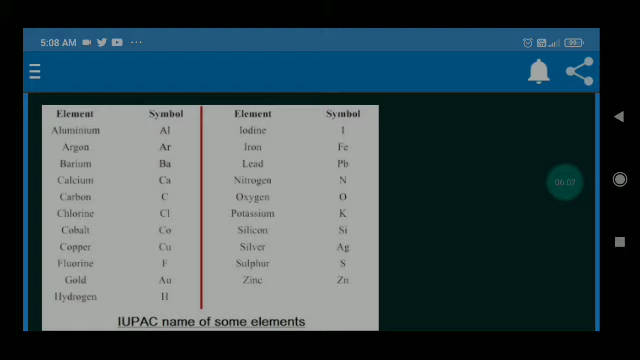 5:08 AM ...
99
Element Symbol Element Symbol
Aluminium Al Iodine I
Argon Ar Iron Fe
Barium Ba Lead Pb
Calcium Ca Nitrogen N
Carbon C Oxygen O
Chlorine Cl Potassium K
Cobalt Co Silicon Si
Copper Cu Silver Ag
Fluorine F Sulphur S
Gold Au Zinc Zn
Hydrogen H
IUPAC name of some elements
06:02